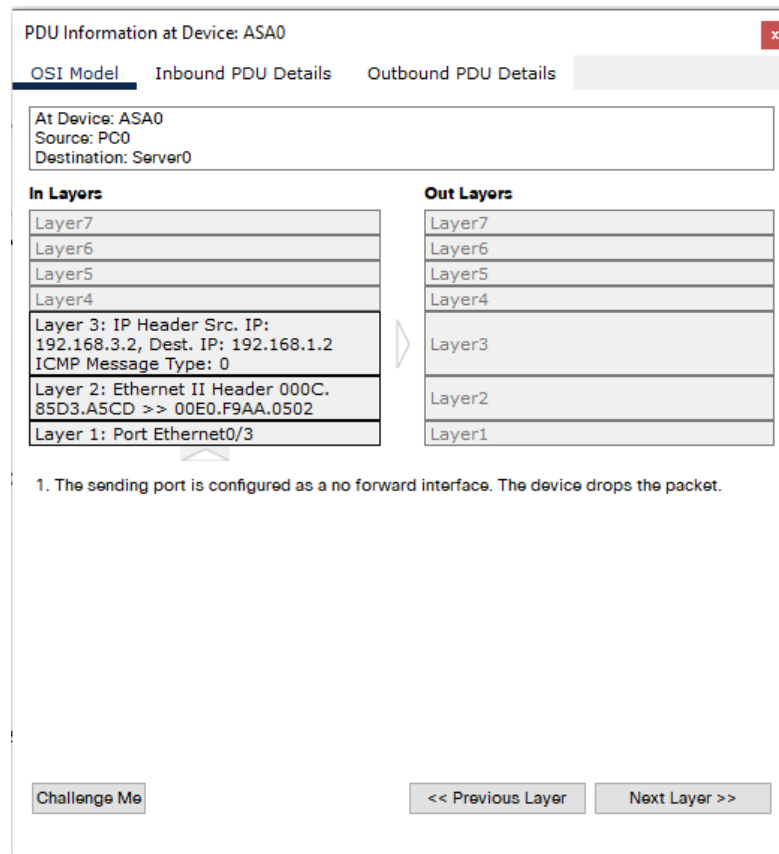 PDU Information at Device: ASA0
x
OSI Model Inbound PDU Details Outbound PDU Details
At Device: ASA0
Source: PC0
Destination: Server0
In Layers
Layer7
Layer6
Layer5
Layer4
Layer 3: IP Header Src. IP:
192.168.3.2, Dest. IP: 192.168.1.2
ICMP Message Type: 0
Layer 2: Ethernet II Header 000C.
85D3.A5CD >> 00E0.F9AA.0502
Layer 1: Port Ethernet0/3
Out Layers
Layer7
Layer6
Layer5
Layer4
Layer3
Layer2
Layer1
1. The sending port is configured as a no forward interface. The device drops the packet.
Challenge Me
<< Previous Layer
Next Layer >>